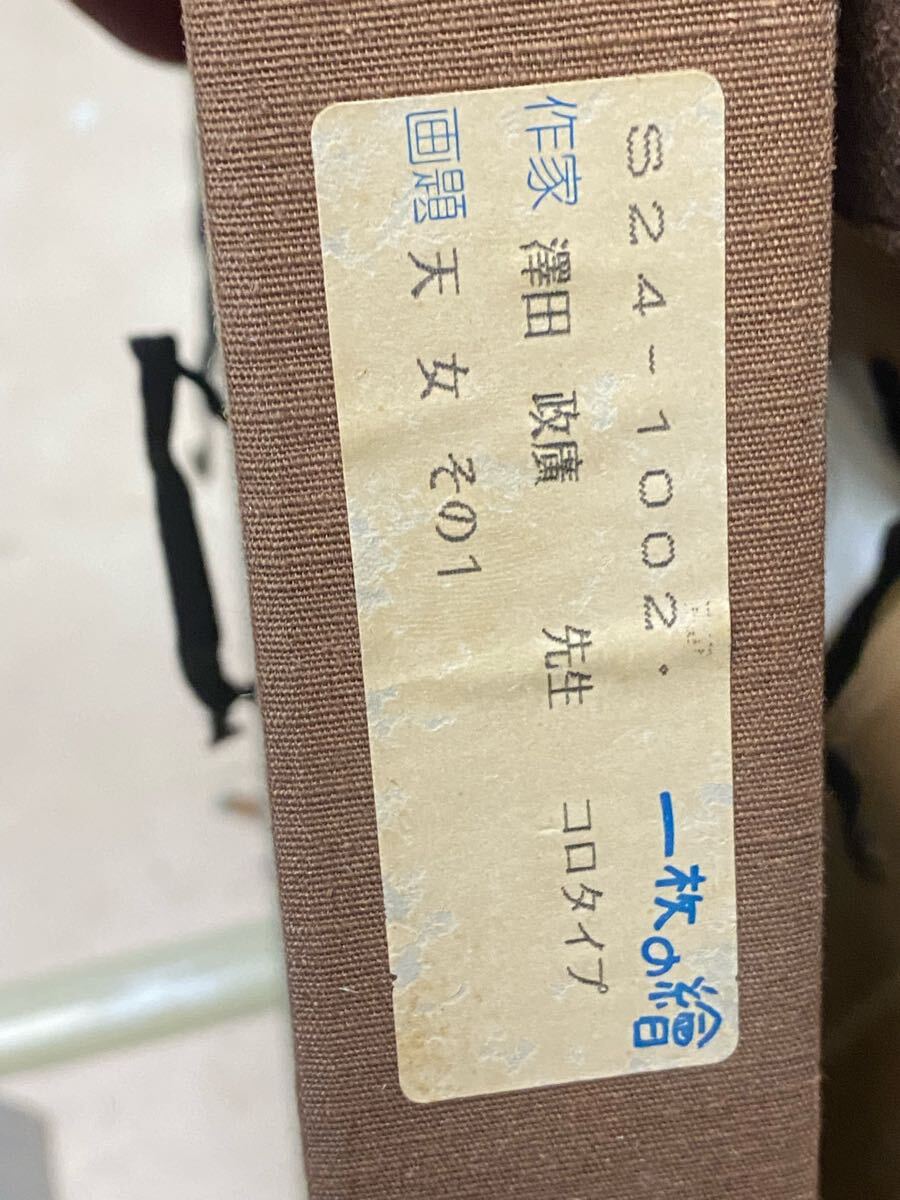 S24-1002. 一枚の繪
作家 澤田 政廣 先生 コロタイプ
画題 天 女 その1